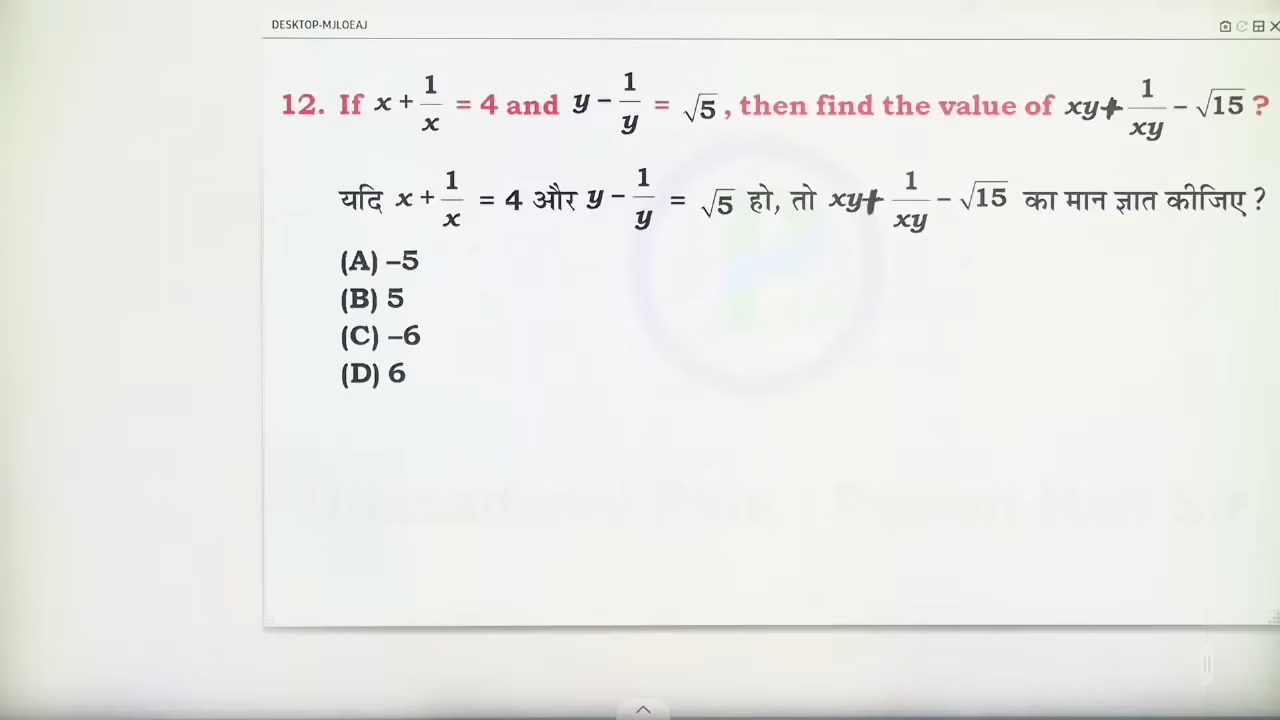 DESKTOP-MJLOEAJ
12. If x + 1/x = 4 and y − 1/y = √5, then find the value of xy + 1/xy − √15 ?
यदि x + 1/x = 4 और y − 1/y = √5 हो, तो xy + 1/xy − √15 का मान ज्ञात कीजिए ?
(A) –5
(B) 5
(C) –6
(D) 6